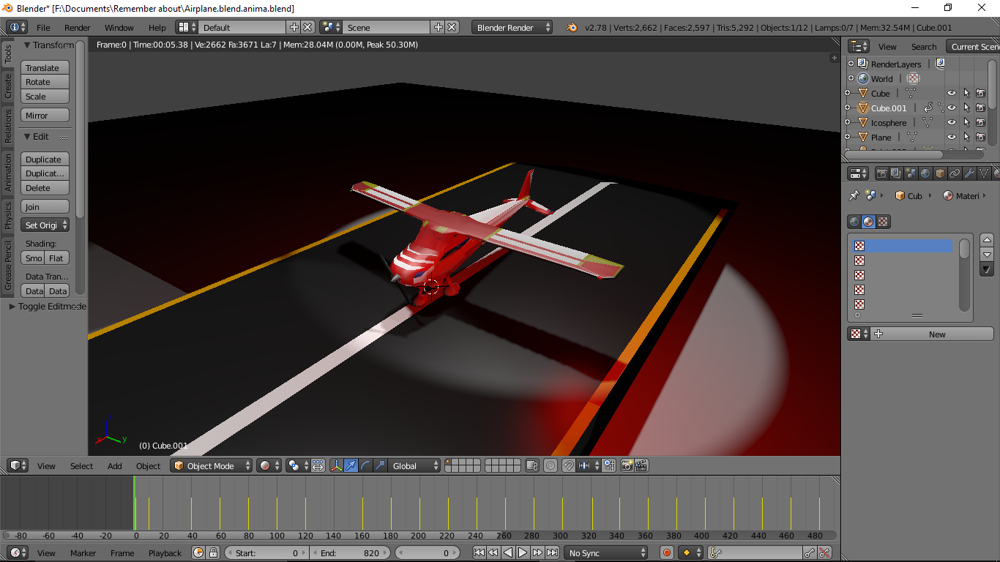 Blender* [F:\Documents\Remember about\Airplane.blend.anima.blend]
File Render Window Help Default Scene Blender Render v2.78 | Verts:2,662 | Faces:2,597 | Tris:5,292 | Objects:1/12 | Lamps:0/7 | Mem:32.54M | Cube.001
Frame:0 | Time:00:05.38 | Ve:2662 Fa:3671 La:7 | Mem:28.04M (0.00M, Peak 50.30M)
Tools
Create
Relations
Animation
Physics
Grease Pencil
Transform
Translate
Rotate
Scale
Mirror
Edit
Duplicate
Duplicat...
Delete
Join
Set Origi
Shading:
Smo Flat
Data Tran...
Data Data
Toggle Editmode
View Search Current Scen
RenderLayers |
World |
Cube |
Cube.001 |
Icosphere |
Plane |
Cub Materi
New
x y
(0) Cube.001
View Select Add Object Object Mode Global
-80 -60 -40 -20 0 20 40 60 80 100 120 140 160 180 200 220 240 260 280 300 320 340 360 380 400 420 440 460 480
View Marker Frame Playback Start: 0 End: 820 0 No Sync